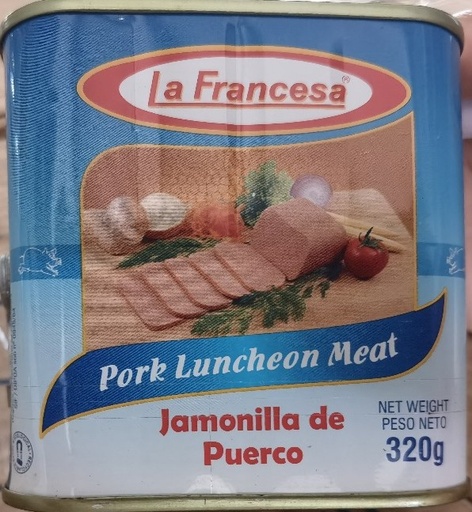 La Francesa®
Pork Luncheon Meat
Jamonilla de
Puerco
NET WEIGHT
PESO NETO
320g